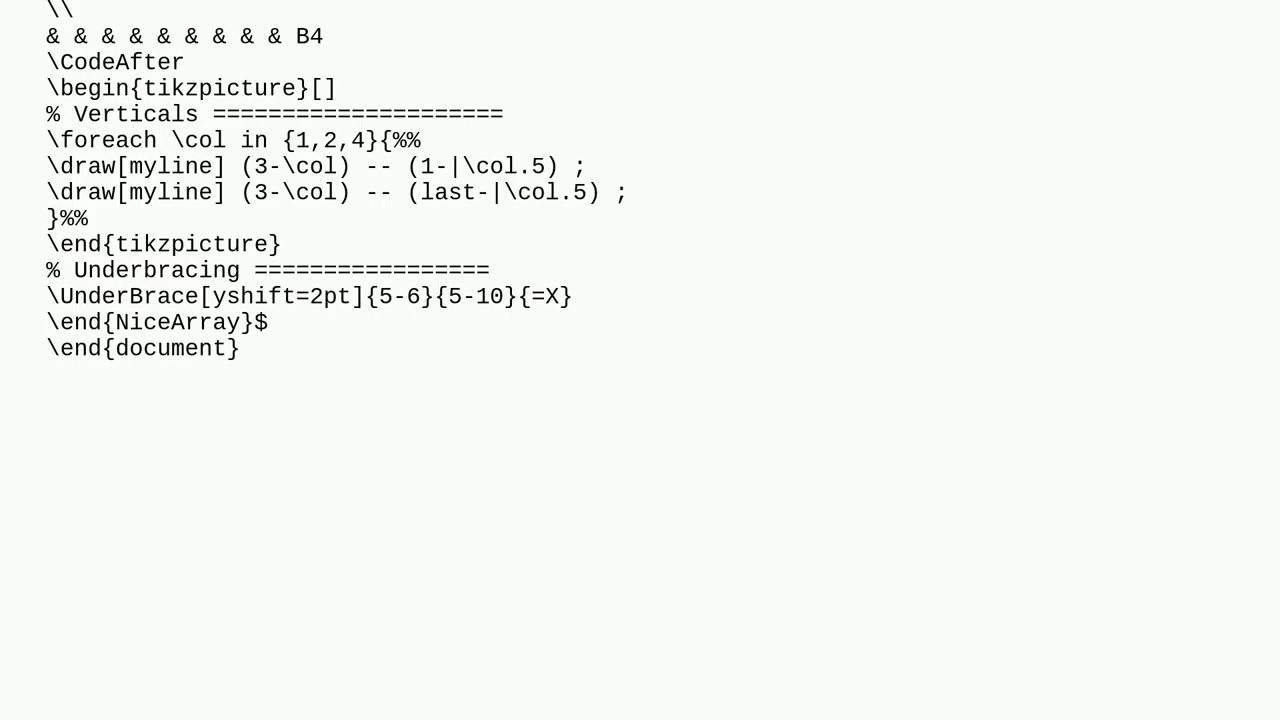 \\
& & & & & & & & & B4
\CodeAfter
\begin{tikzpicture}[]
% Verticals =====================
\foreach \col in {1,2,4}{%%
\draw[myline] (3-\col) -- (1-|\col.5) ;
\draw[myline] (3-\col) -- (last-|\col.5) ;
}%%
\end{tikzpicture}
% Underbracing =================
\UnderBrace[yshift=2pt]{5-6}{5-10}{=X}
\end{NiceArray}$
\end{document}